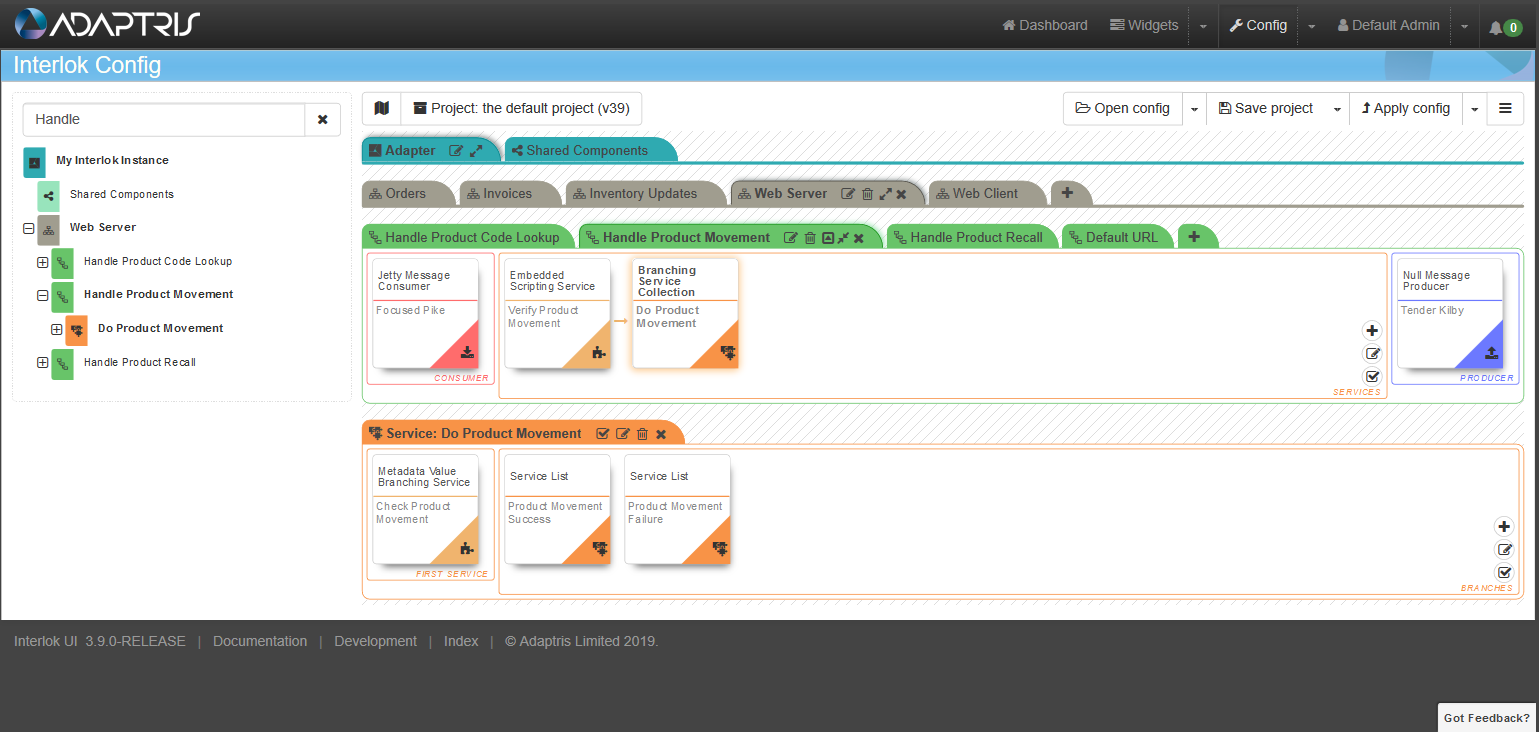 ADAPTRIS
Dashboard Widgets Config Default Admin 0
Interlok Config
Handle
Project: the default project (v39)
Open config Save project Apply config
My Interlok Instance
Shared Components
Web Server
Handle Product Code Lookup
Handle Product Movement
Do Product Movement
Handle Product Recall
Adapter Shared Components
Orders Invoices Inventory Updates Web Server Web Client
Handle Product Code Lookup Handle Product Movement Handle Product Recall Default URL
Jetty Message
Consumer
Focused Pike
CONSUMER
Embedded
Scripting Service
Verify Product
Movement
Branching
Service
Collection
Do Product
Movement
SERVICES
Null Message
Producer
Tender Kilby
PRODUCER
Service: Do Product Movement
Metadata Value
Branching Service
Check Product
Movement
FIRST SERVICE
Service List
Product Movement
Success
Service List
Product Movement
Failure
BRANCHES
Interlok UI 3.9.0-RELEASE | Documentation | Development | Index | © Adaptris Limited 2019.
Got Feedback?